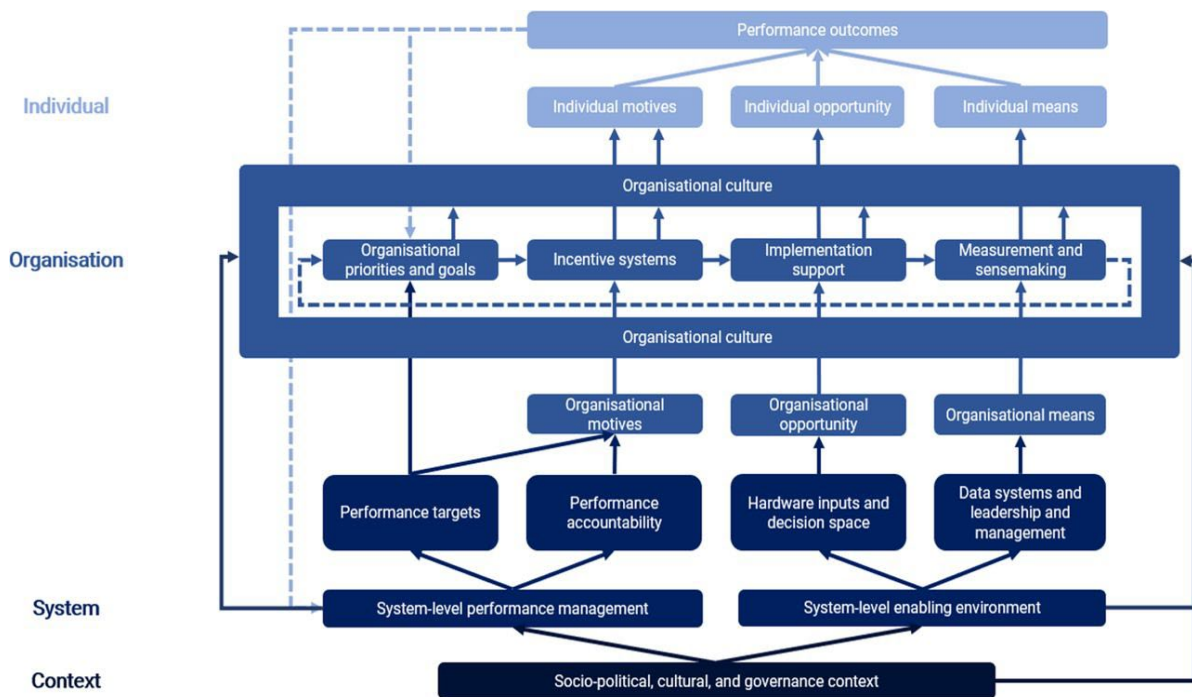 Performance outcomes
Individual
Individual motives
Individual opportunity
Individual means
Organisational culture
Organisation
Organisational
priorities and goals
Incentive systems
Implementation
support
Measurement and
sensemaking
Organisational culture
Organisational
motives
Organisational
opportunity
Organisational means
Performance targets
Performance
accountability
Hardware inputs and
decision space
Data systems and
leadership and
management
System
System-level performance management
System-level enabling environment
Context
Socio-political, cultural, and governance context